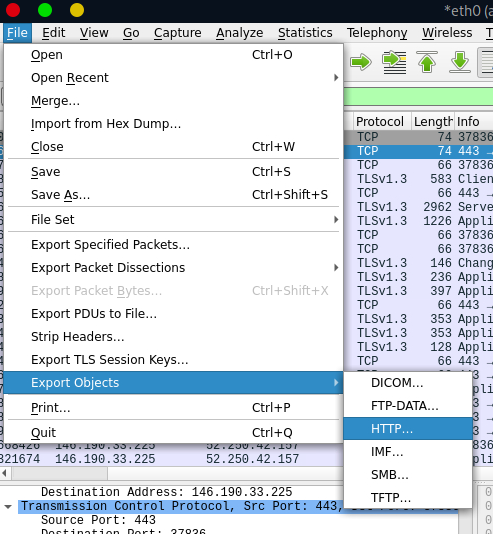 *eth0 (a
File Edit View Go Capture Analyze Statistics Telephony Wireless T
Open Ctrl+O
Open Recent
Merge...
Import from Hex Dump...
Close Ctrl+W
Save Ctrl+S
Save As... Ctrl+Shift+S
File Set
Export Specified Packets...
Export Packet Dissections
Export Packet Bytes... Ctrl+Shift+X
Export PDUs to File...
Strip Headers...
Export TLS Session Keys...
Export Objects
Print... Ctrl+P
Quit Ctrl+Q
DICOM...
FTP-DATA...
HTTP...
IMF...
SMB...
TFTP...
Protocol Length Info
TCP 74 37836
TCP 74 443 →
TCP 66 37836
TLSv1.3 583 Clien
TCP 66 443 →
TLSv1.3 2962 Serve
TLSv1.3 1226 Appli
TCP 66 37836
TCP 66 37836
TLSv1.3 146 Chang
TLSv1.3 236 Appli
TLSv1.3 397 Appli
TCP 66 443 →
TLSv1.3 353 Appli
TLSv1.3 353 Appli
TLSv1.3 128 Appli
TCP 66 443 →
668426 146.190.33.225 52.250.42.157
321674 146.190.33.225 52.250.42.157
Destination Address: 146.190.33.225
Transmission Control Protocol, Src Port: 443,
Source Port: 443
Destination Port: 37836